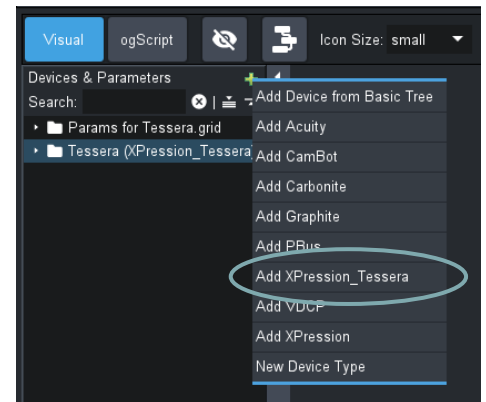 Visual ogScript Icon Size: small
Devices & Parameters
Search:
Params for Tessera.grid
Tessera (XPression_Tessera
Add Device from Basic Tree
Add Acuity
Add CamBot
Add Carbonite
Add Graphite
Add PBus
Add XPression_Tessera
Add VDCP
Add XPression
New Device Type